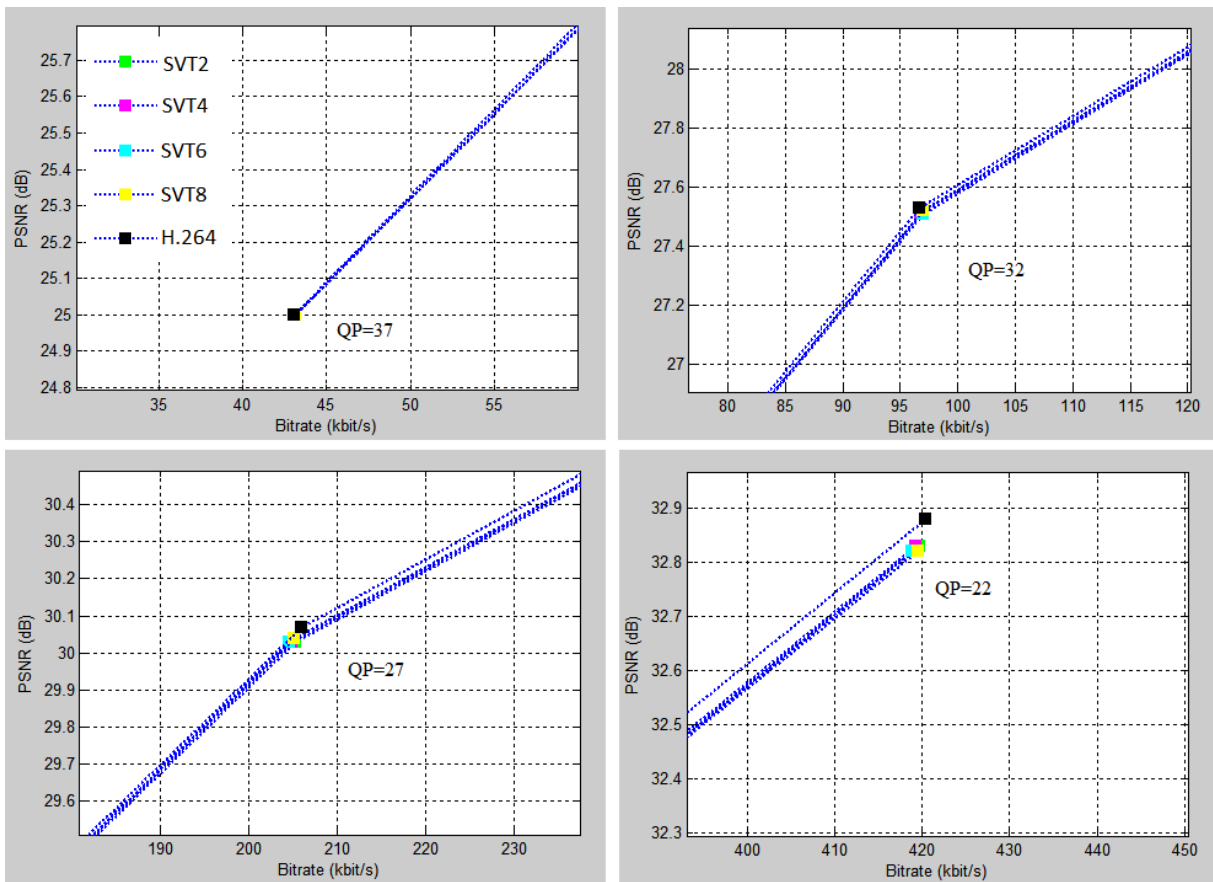 PSNR (dB)
25.7
25.6
25.5
25.4
25.3
25.2
25.1
25
24.9
24.8
SVT2
SVT4
SVT6
SVT8
H.264
QP=37
35 40 45 50 55
Bitrate (kbit/s)
PSNR (dB)
28
27.8
27.6
27.4
27.2
27
QP=32
80 85 90 95 100 105 110 115 120
Bitrate (kbit/s)
PSNR (dB)
30.4
30.3
30.2
30.1
30
29.9
29.8
29.7
29.6
QP=27
190 200 210 220 230
Bitrate (kbit/s)
PSNR (dB)
32.9
32.8
32.7
32.6
32.5
32.4
32.3
QP=22
400 410 420 430 440 450
Bitrate (kbit/s)